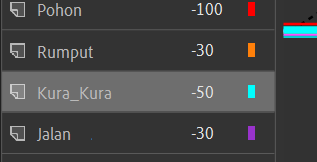 Pohon -100
Rumput -30
Kura_Kura -50
Jalan -30